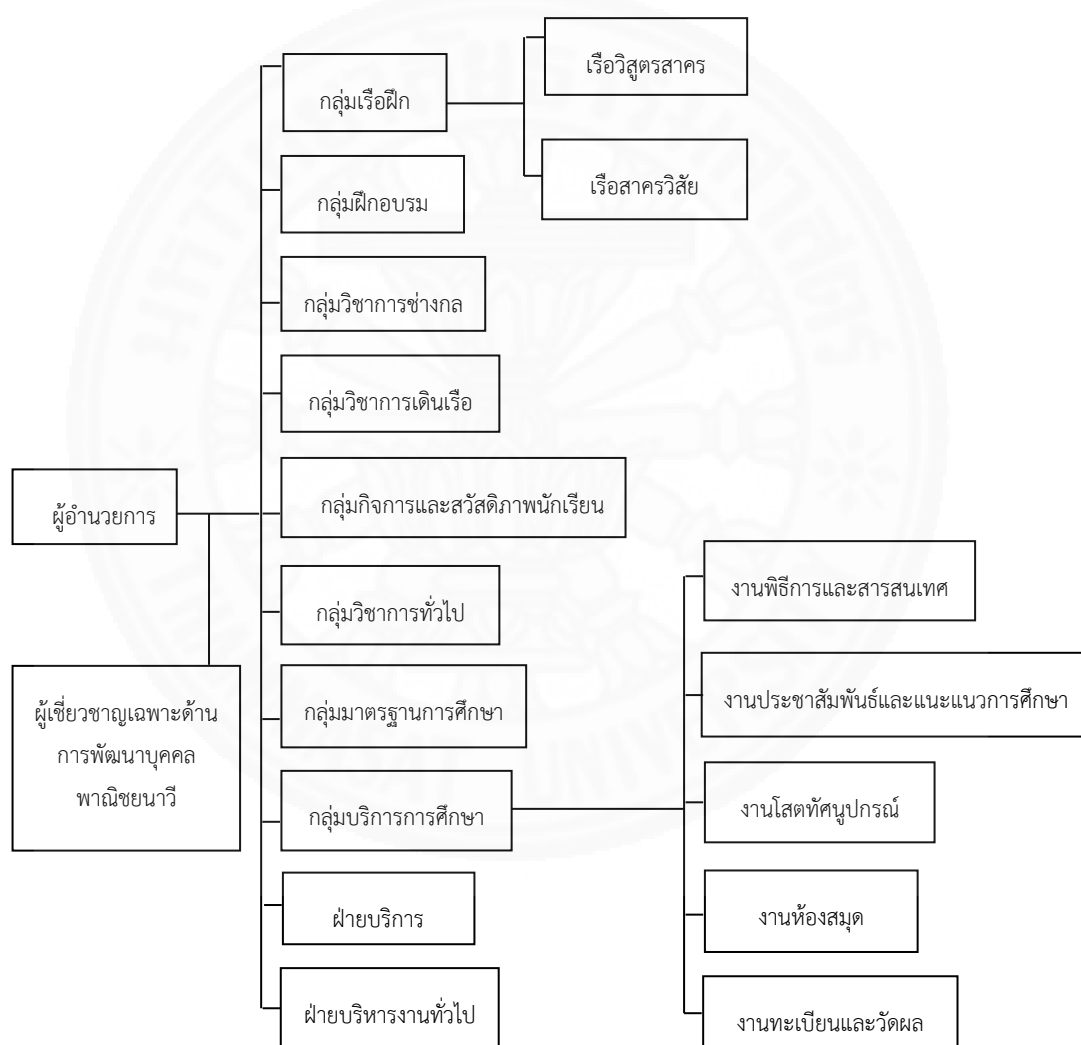 เรือวิสูตรสาคร
กลุ่มเรือฝึก
เรือสาครวิสัย
กลุ่มฝึกอบรม
กลุ่มวิชาการช่างกล
กลุ่มวิชาการเดินเรือ
ผู้อำนวยการ
กลุ่มกิจการและสวัสดิภาพนักเรียน
งานพิธีการและสารสนเทศ
กลุ่มวิชาการทั่วไป
ผู้เชี่ยวชาญเฉพาะด้าน
การพัฒนาบุคคล
พาณิชยนาวี
กลุ่มมาตรฐานการศึกษา
งานประชาสัมพันธ์และแนะแนวการศึกษา
กลุ่มบริการการศึกษา
งานโสตทัศนูปกรณ์
ฝ่ายบริการ
งานห้องสมุด
ฝ่ายบริหารงานทั่วไป
งานทะเบียนและวัดผล